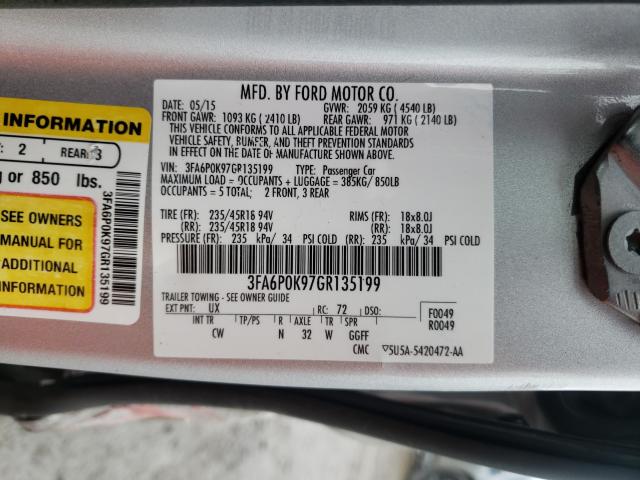 INFORMATION
2 REAR: 3
or 850 lbs.
SEE OWNERS
MANUAL FOR
ADDITIONAL
INFORMATION
3FA6P0K97GR135199
MFD. BY FORD MOTOR CO.
DATE: 05/15 GVWR: 2059 KG ( 4540 LB)
FRONT GAWR: 1093 KG ( 2410 LB) REAR GAWR: 971 KG ( 2140 LB)
THIS VEHICLE CONFORMS TO ALL APPLICABLE FEDERAL MOTOR
VEHICLE SAFETY, BUMPER, AND THEFT PREVENTION STANDARDS
IN EFFECT ON THE DATE OF MANUFACTURE SHOWN ABOVE.
VIN: 3FA6P0K97GR135199 TYPE: Passenger Car
MAXIMUM LOAD = OCCUPANTS + LUGGAGE = 385KG/ 850LB
OCCUPANTS = 5 TOTAL; 2 FRONT, 3 REAR
TIRE (FR): 235/45R18 94V RIMS (FR): 18x8.0J
(RR): 235/45R18 94V (RR): 18x8.0J
PRESSURE (FR): 235 kPa/ 34 PSI COLD (RR): 235 kPa/ 34 PSI COLD
3FA6P0K97GR135199
TRAILER TOWING - SEE OWNER GUIDE
EXT PNT: UX RC: 72 DSO: F0049
R0049
INT TR TP/PS R AXLE TR SPR
CW N 32 W GGFF
CMC 5U5A-5420472-AA